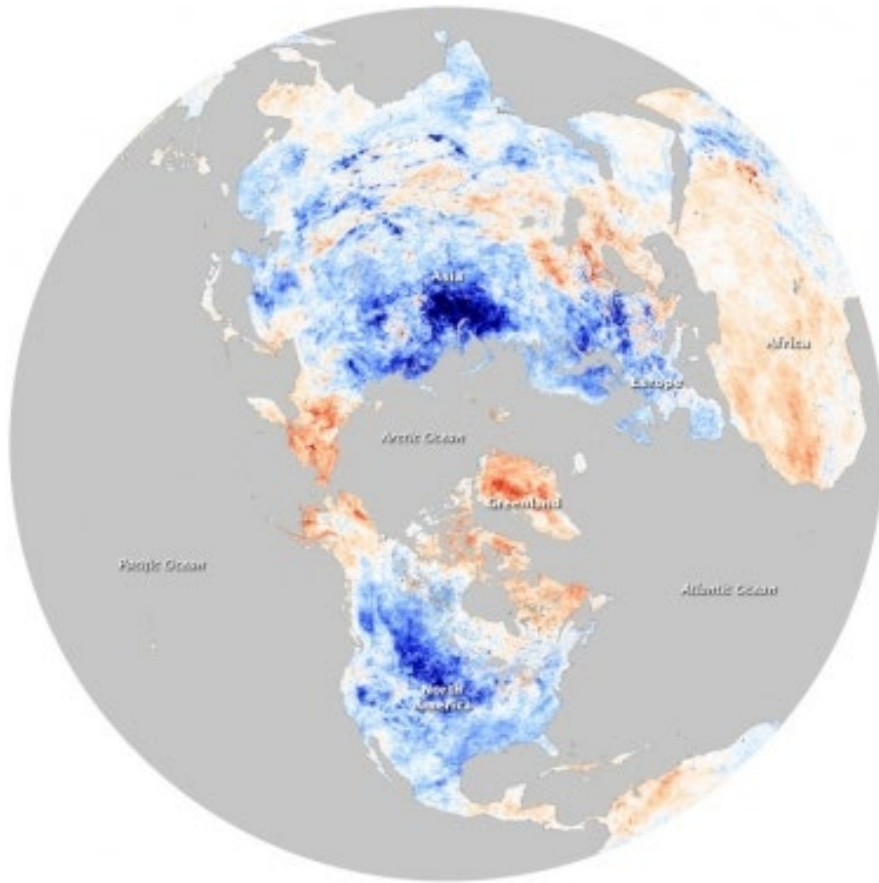 Asia
Africa
Europe
Arctic Ocean
Greenland
Pacific Ocean
Atlantic Ocean
North
America